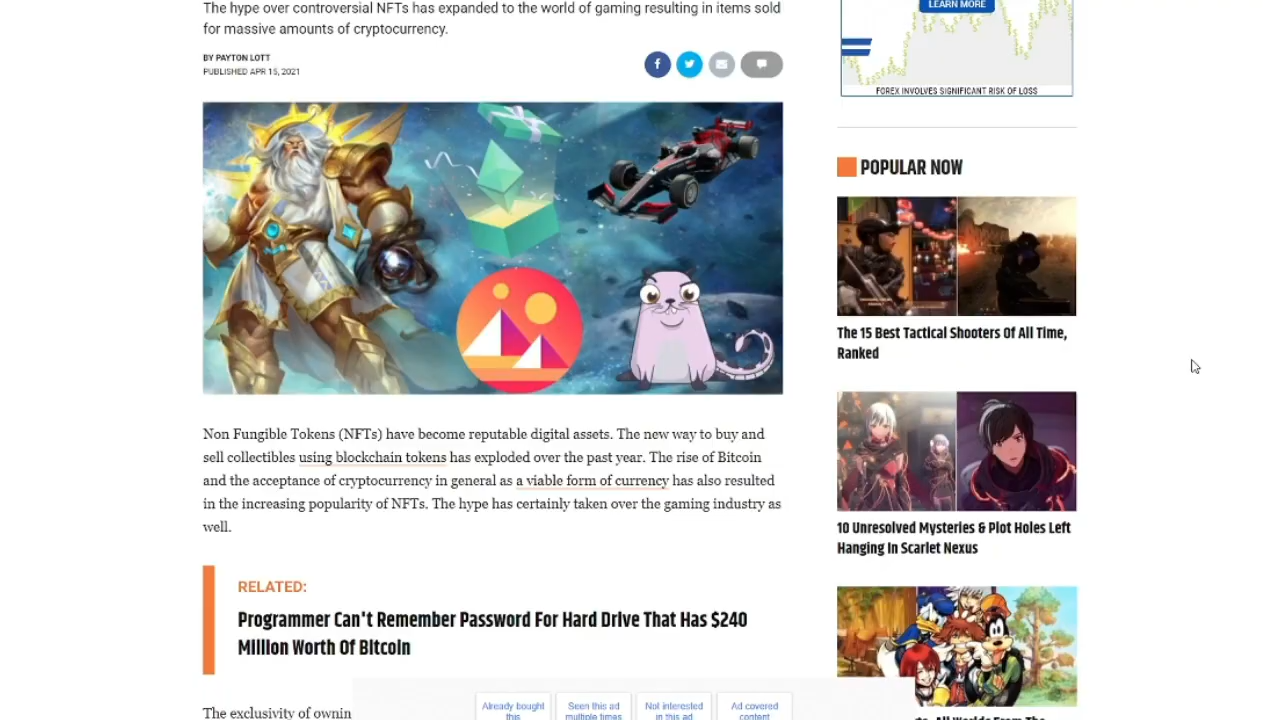 The hype over controversial NFTs has expanded to the world of gaming resulting in items sold
for massive amounts of cryptocurrency.
BY PAYTON LOTT
PUBLISHED APR 15, 2021
Non Fungible Tokens (NFTs) have become reputable digital assets. The new way to buy and
sell collectibles using blockchain tokens has exploded over the past year. The rise of Bitcoin
and the acceptance of cryptocurrency in general as a viable form of currency has also resulted
in the increasing popularity of NFTs. The hype has certainly taken over the gaming industry as
well.
RELATED:
Programmer Can't Remember Password For Hard Drive That Has $240
Million Worth Of Bitcoin
The exclusivity of ownin
Already bought
this
Seen this ad
multiple times
Not interested
in this ad
Ad covered
content
LEARN MORE
FOREX INVOLVES SIGNIFICANT RISK OF LOSS
POPULAR NOW
The 15 Best Tactical Shooters Of All Time,
Ranked
10 Unresolved Mysteries & Plot Holes Left
Hanging In Scarlet Nexus
All Worlds From The